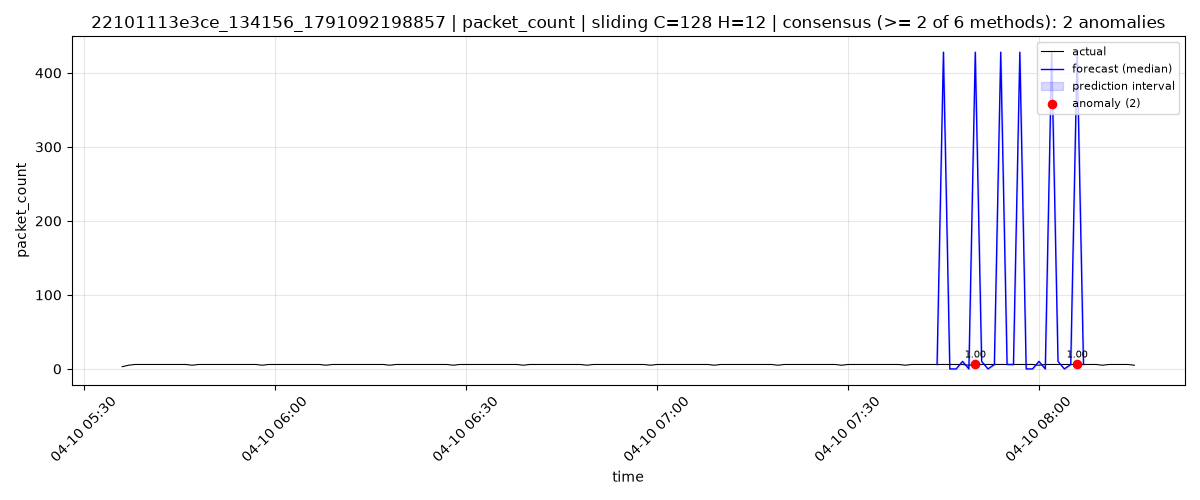 22101113e3ce_134156_1791092198857 | packet_count | sliding C=128 H=12 | consensus (>= 2 of 6 methods): 2 anomalies
actual
forecast (median)
prediction interval
anomaly (2)
400
300
200
100
0
packet_count
1.00
1.00
04-10 05:30
04-10 06:00
04-10 06:30
04-10 07:00
04-10 07:30
04-10 08:00
time